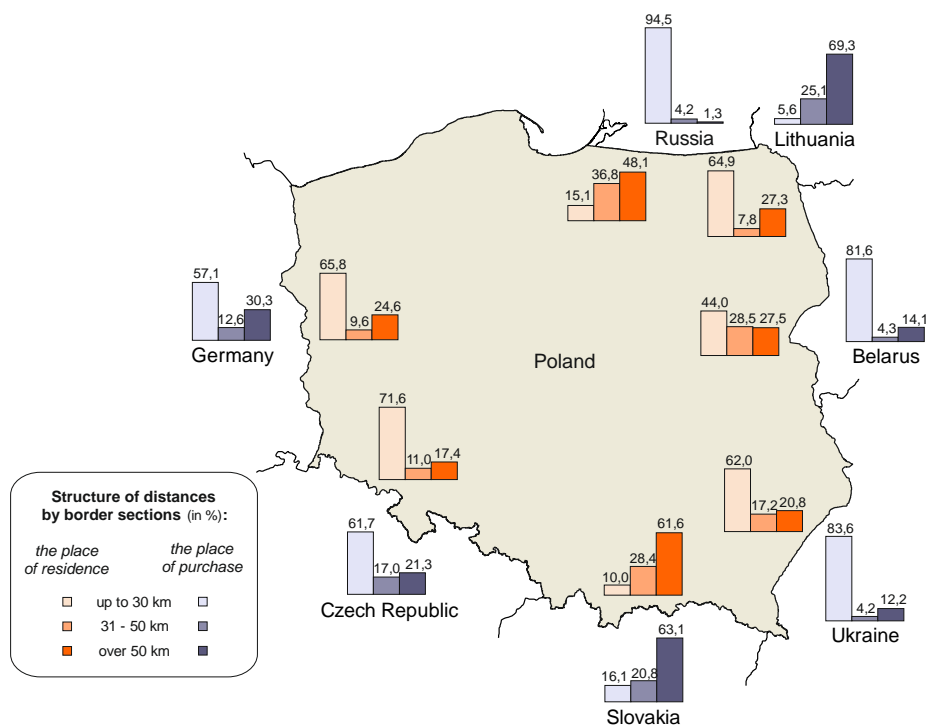 94,5
4,2
1,3
Russia
69,3
25,1
5,6
Lithuania
15,1
36,8
48,1
64,9
7,8
27,3
57,1
12,6
30,3
Germany
65,8
9,6
24,6
44,0
28,5
27,5
81,6
4,3
14,1
Belarus
Poland
71,6
11,0
17,4
62,0
17,2
20,8
61,7
17,0
21,3
Czech Republic
10,0
28,4
61,6
83,6
4,2
12,2
Ukraine
16,1
20,8
63,1
Slovakia
Structure of distances
by border sections (in %):
the place
of residence
the place
of purchase
up to 30 km
31 - 50 km
over 50 km